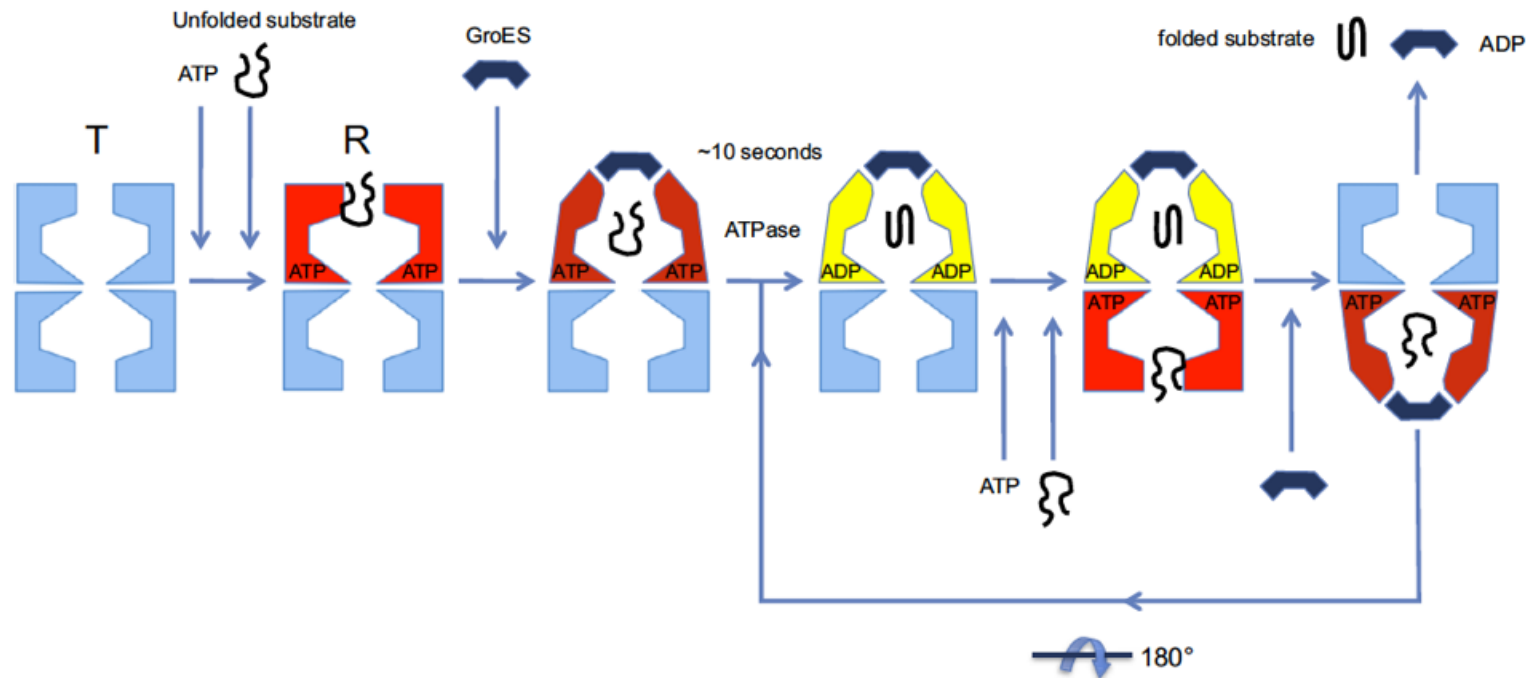 Unfolded substrate
ATP
GroES
folded substrate
ADP
T
R
~10 seconds
ATPase
ATP ATP
ATP ATP
ADP ADP
ADP ADP
ATP ATP
ATP ATP
ATP
180°